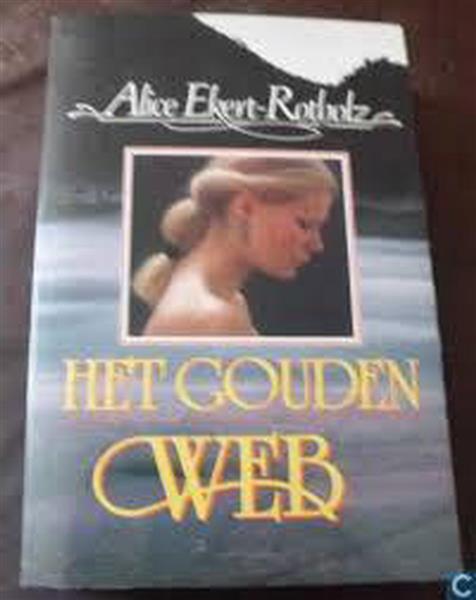 Alice Ekert-Rotholz
HET GOUDEN
WEB
C